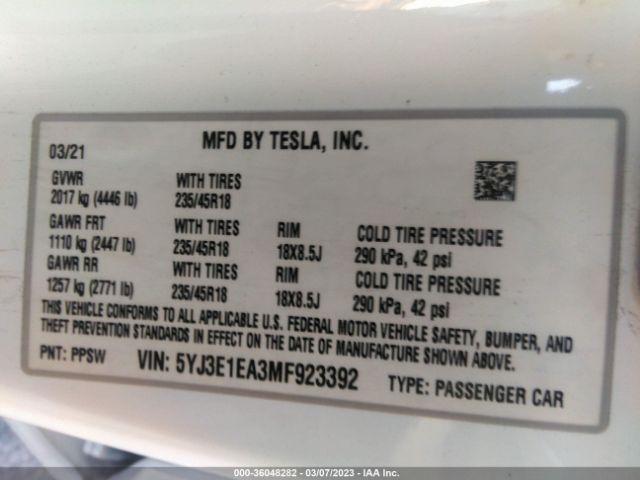 MFD BY TESLA, INC.
03/21
GVWR WITH TIRES
2017 kg (4446 lb) 235/45R18
GAWR FRT WITH TIRES RIM COLD TIRE PRESSURE
1110 kg (2447 lb) 235/45R18 18X8.5J 290 kPa, 42 psi
GAWR RR WITH TIRES RIM COLD TIRE PRESSURE
1257 kg (2771 lb) 235/45R18 18X8.5J 290 kPa, 42 psi
THIS VEHICLE CONFORMS TO ALL APPLICABLE U.S. FEDERAL MOTOR VEHICLE SAFETY, BUMPER, AND
THEFT PREVENTION STANDARDS IN EFFECT ON THE DATE OF MANUFACTURE SHOWN ABOVE.
PNT: PPSW VIN: 5YJ3E1EA3MF923392 TYPE: PASSENGER CAR
000-36048282 - 03/07/2023 - IAA Inc.